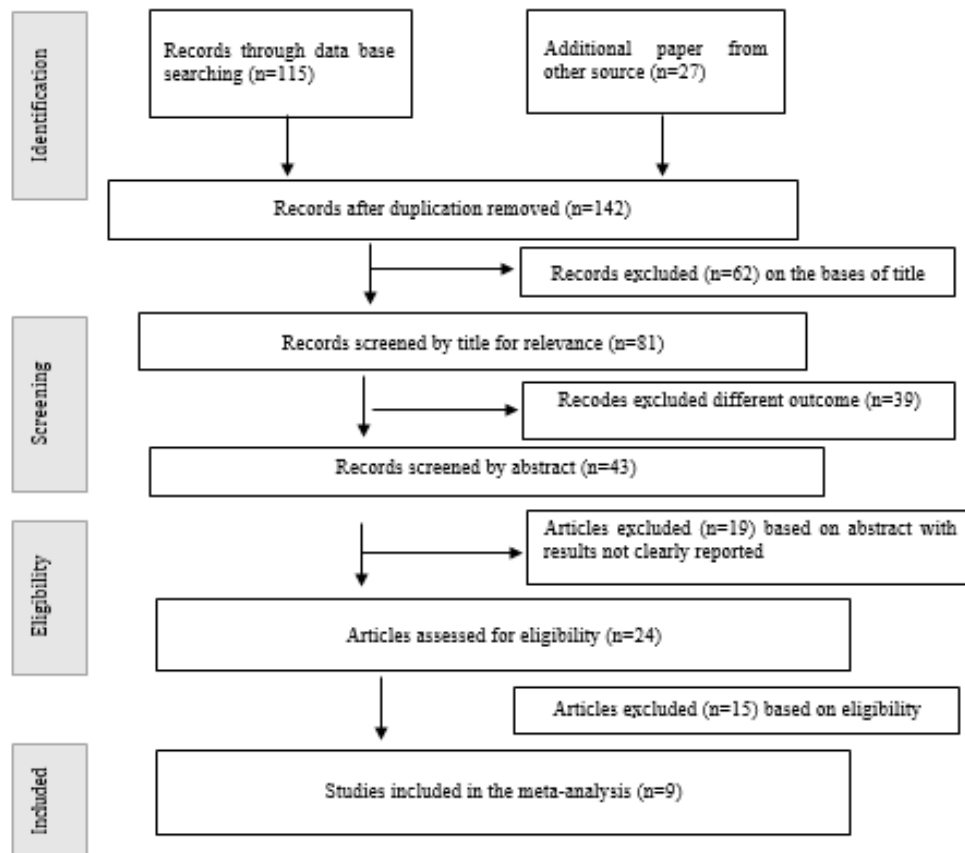 Identification
Records through data base
searching (n=115)
Additional paper from
other source (n=27)
Records after duplication removed (n=142)
Records excluded (n=62) on the bases of title
Screening
Records screened by title for relevance (n=81)
Recodes excluded different outcome (n=39)
Records screened by abstract (n=43)
Eligibility
Articles excluded (n=19) based on abstract with
results not clearly reported
Articles assessed for eligibility (n=24)
Articles excluded (n=15) based on eligibility
Included
Studies included in the meta-analysis (n=9)